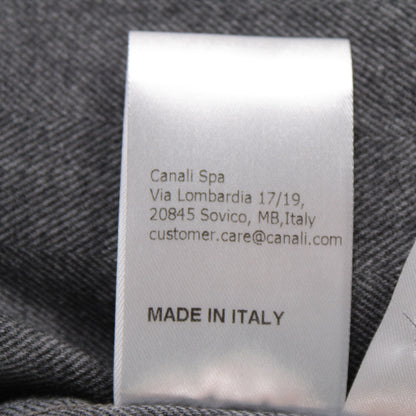 Canali Spa
Via Lombardia 17/19,
20845 Sovico, MB,Italy
customer.care@canali.com
MADE IN ITALY